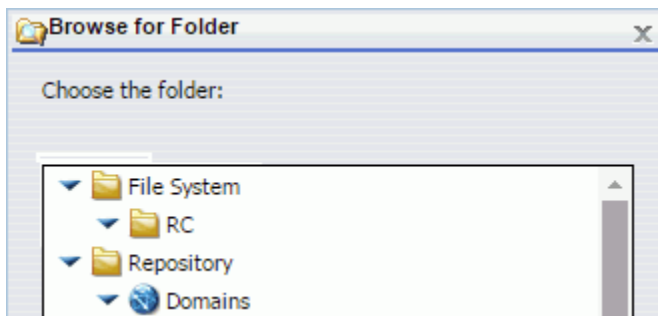 Browse for Folder
Choose the folder:
File System
RC
Repository
Domains